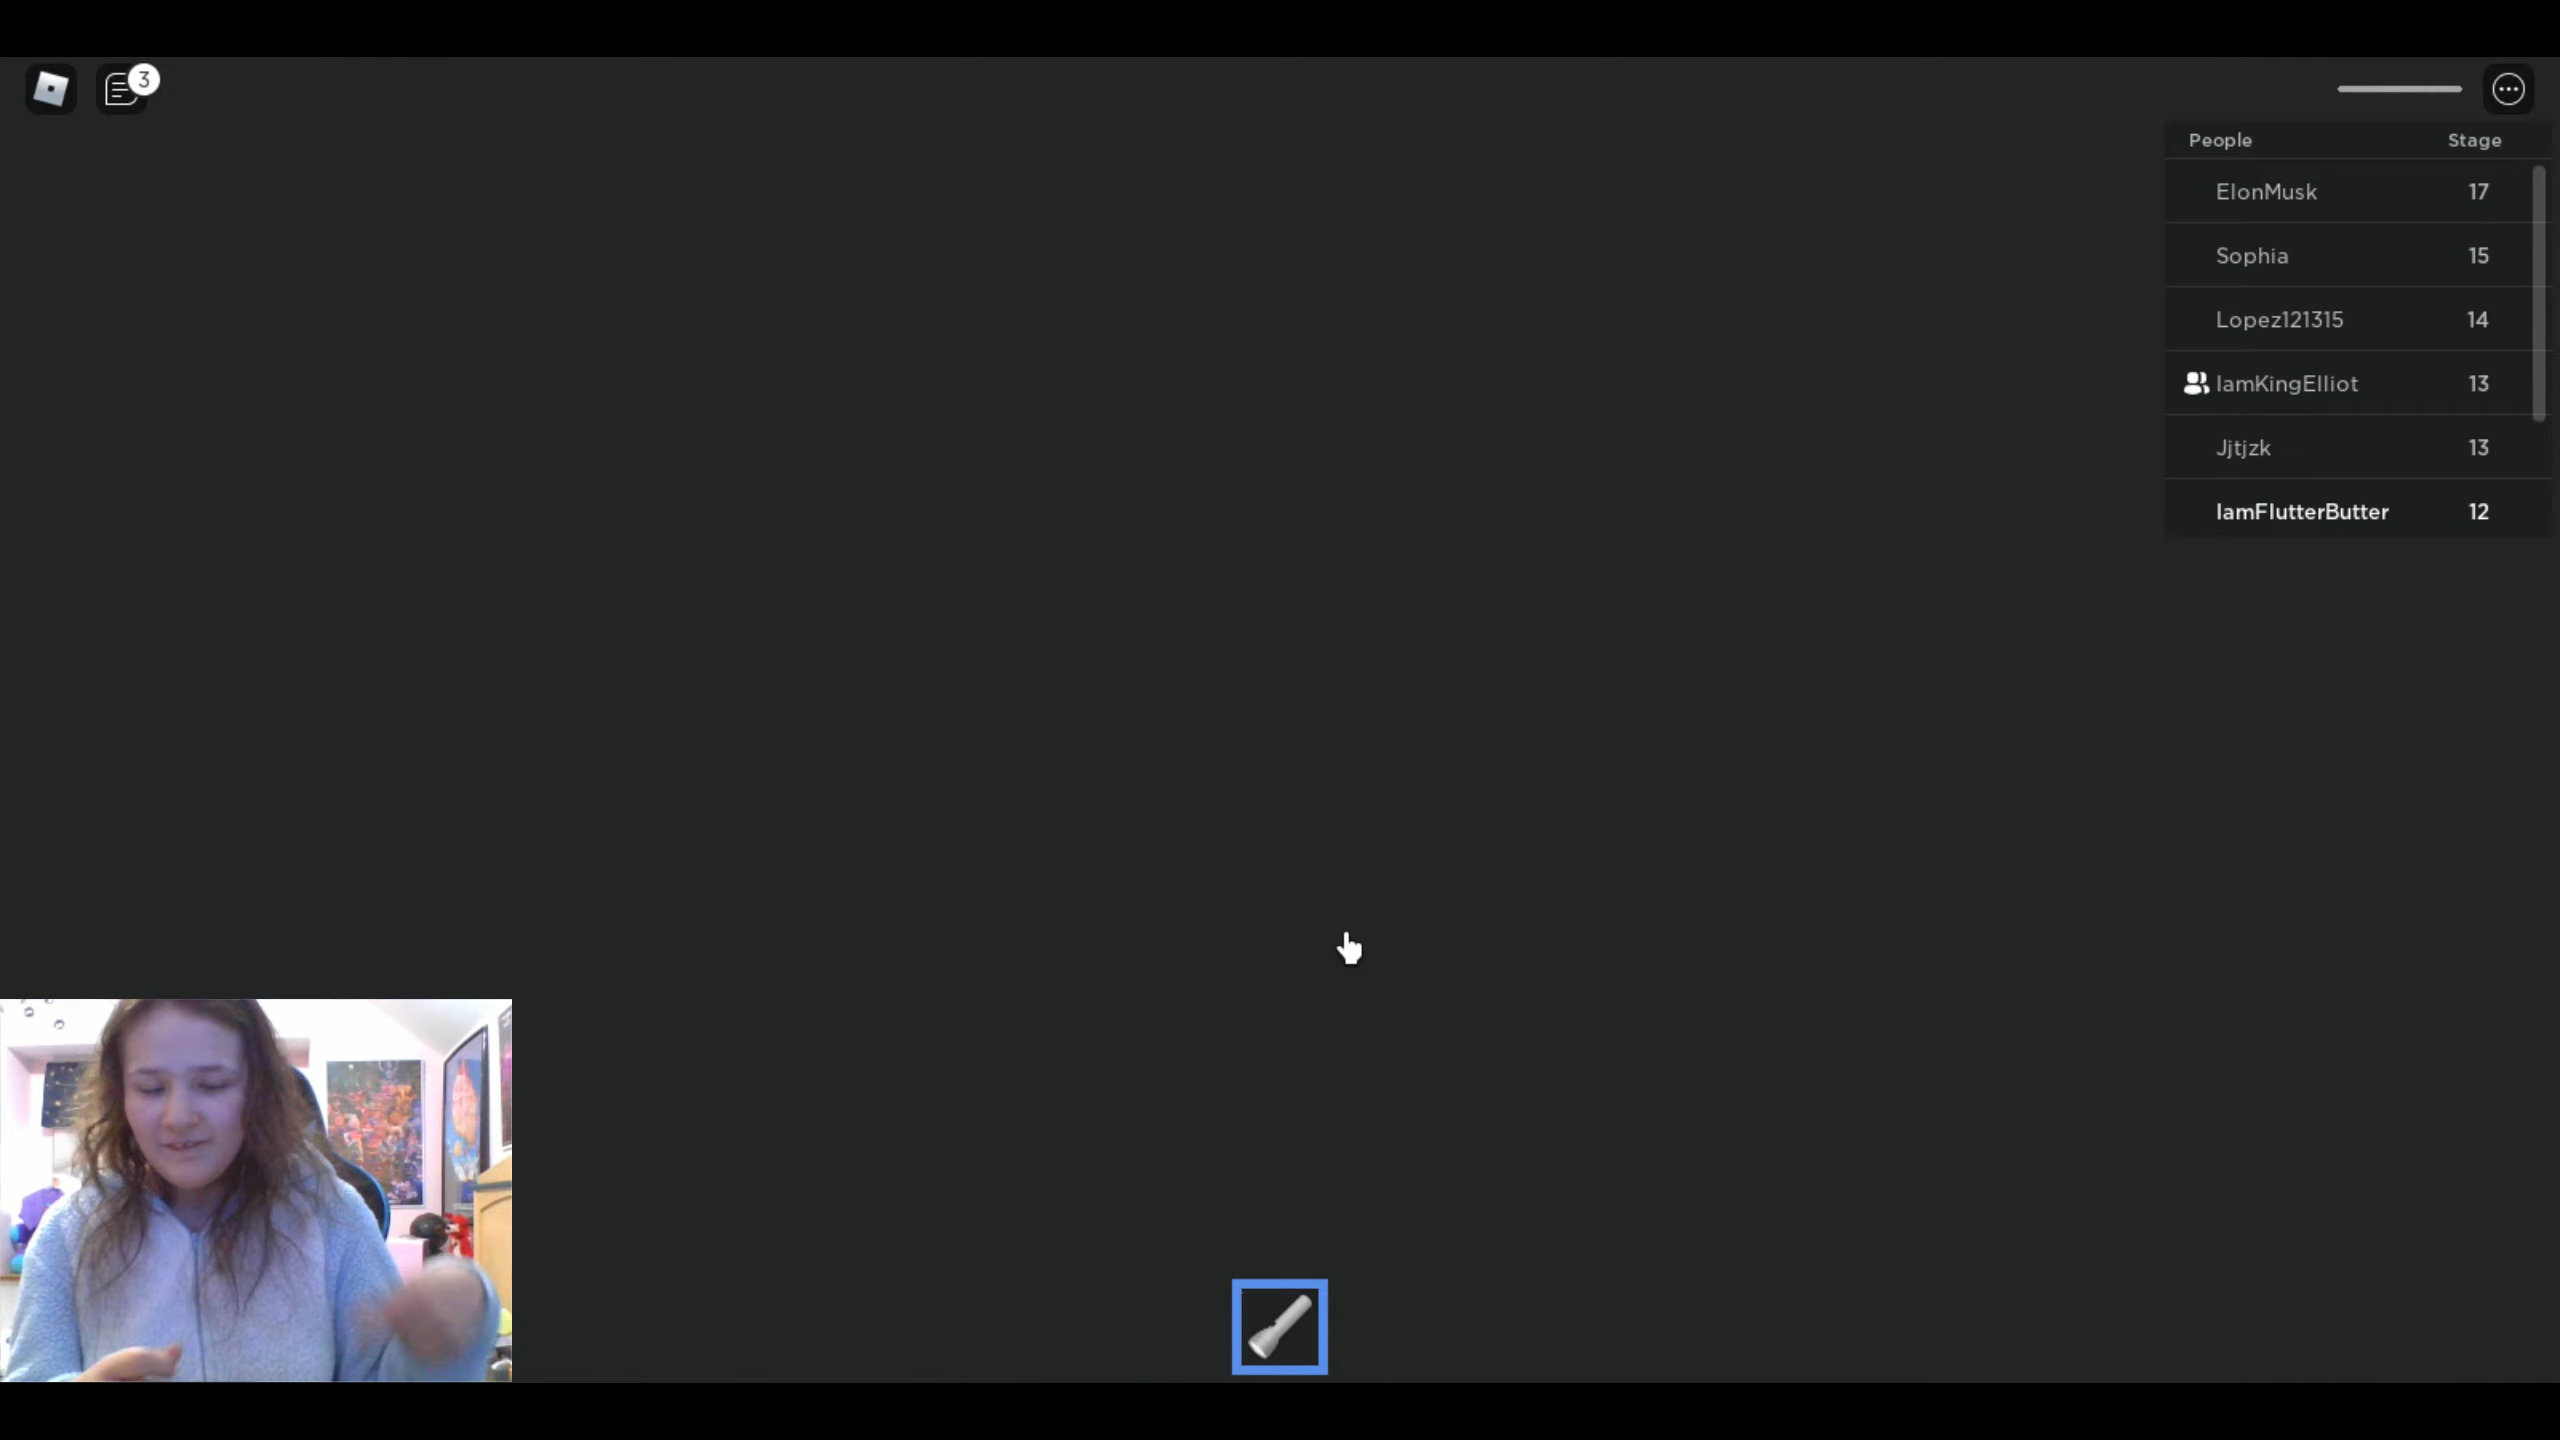 3
People Stage
ElonMusk 17
Sophia 15
Lopez121315 14
IamKingElliot 13
Jjtjzk 13
IamFlutterButter 12